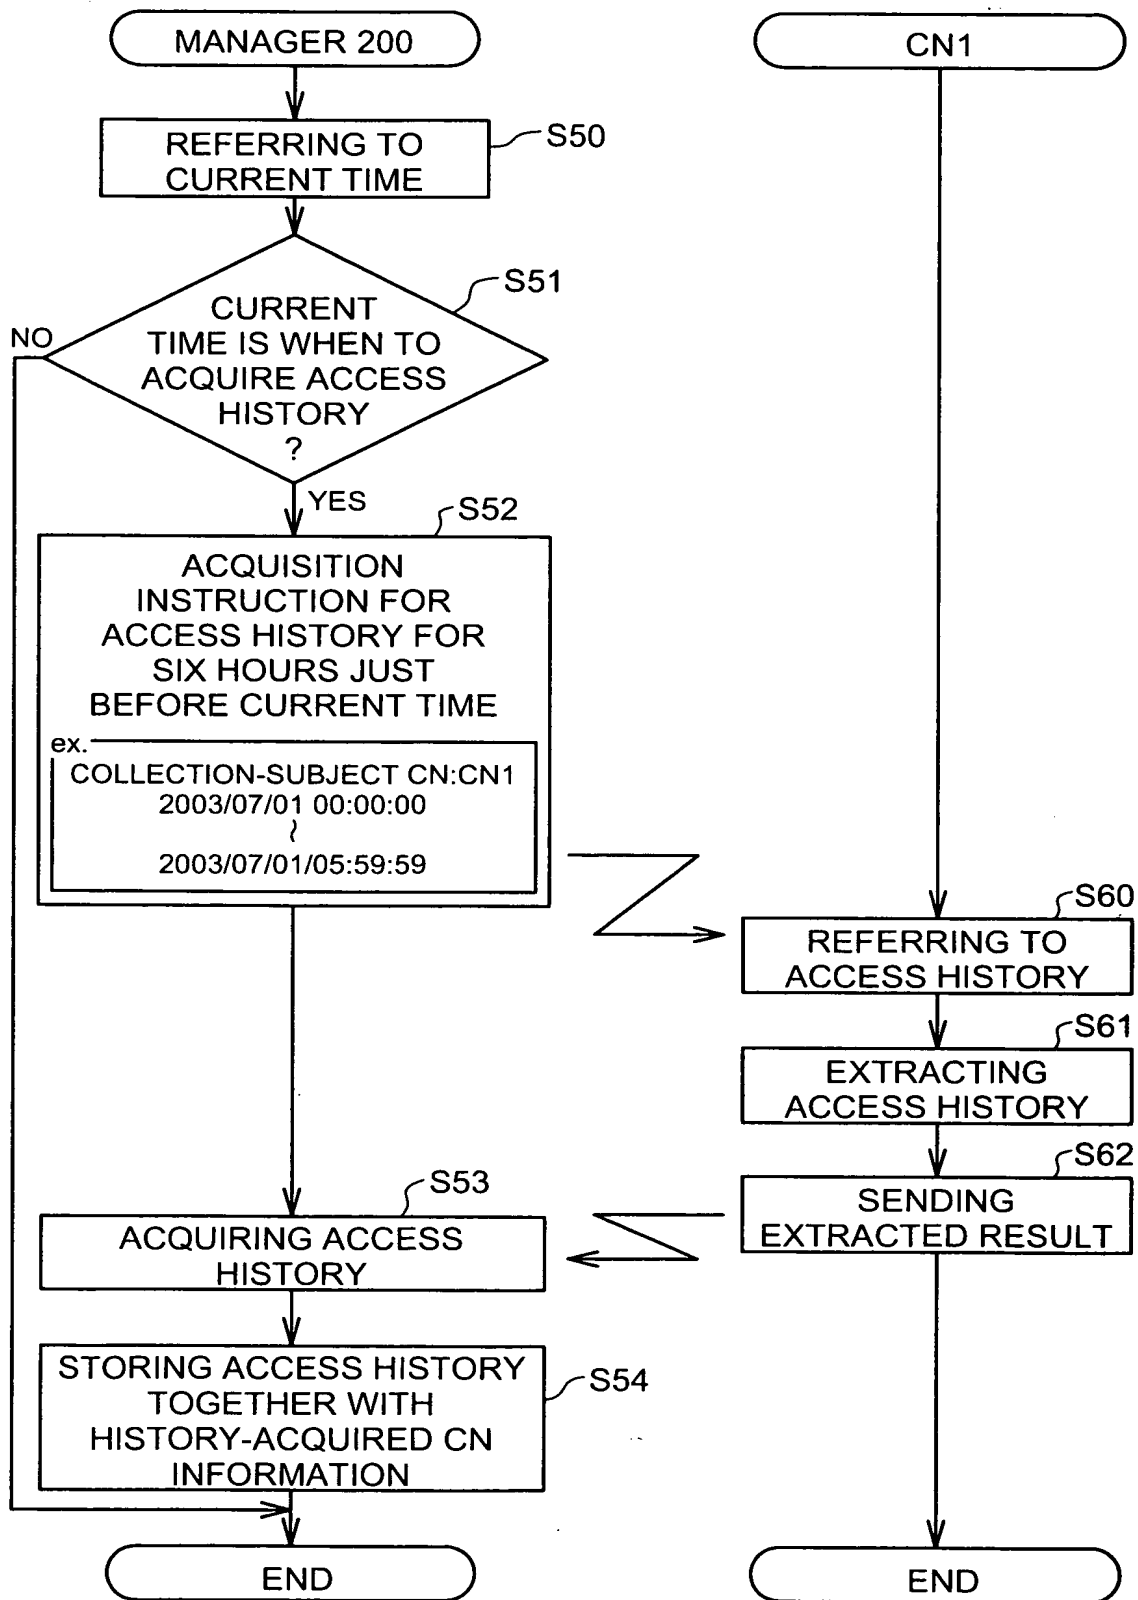 MANAGER 200
CN1
REFERRING TO
CURRENT TIME
S50
CURRENT
TIME IS WHEN TO
ACQUIRE ACCESS
HISTORY
?
S51
NO
YES
S52
ACQUISITION
INSTRUCTION FOR
ACCESS HISTORY FOR
SIX HOURS JUST
BEFORE CURRENT TIME
ex.
COLLECTION-SUBJECT CN:CN1
2003/07/01 00:00:00
~
2003/07/01/05:59:59
S60
REFERRING TO
ACCESS HISTORY
S61
EXTRACTING
ACCESS HISTORY
S62
SENDING
EXTRACTED RESULT
S53
ACQUIRING ACCESS
HISTORY
STORING ACCESS HISTORY
TOGETHER WITH
HISTORY-ACQUIRED CN
INFORMATION
S54
END
END